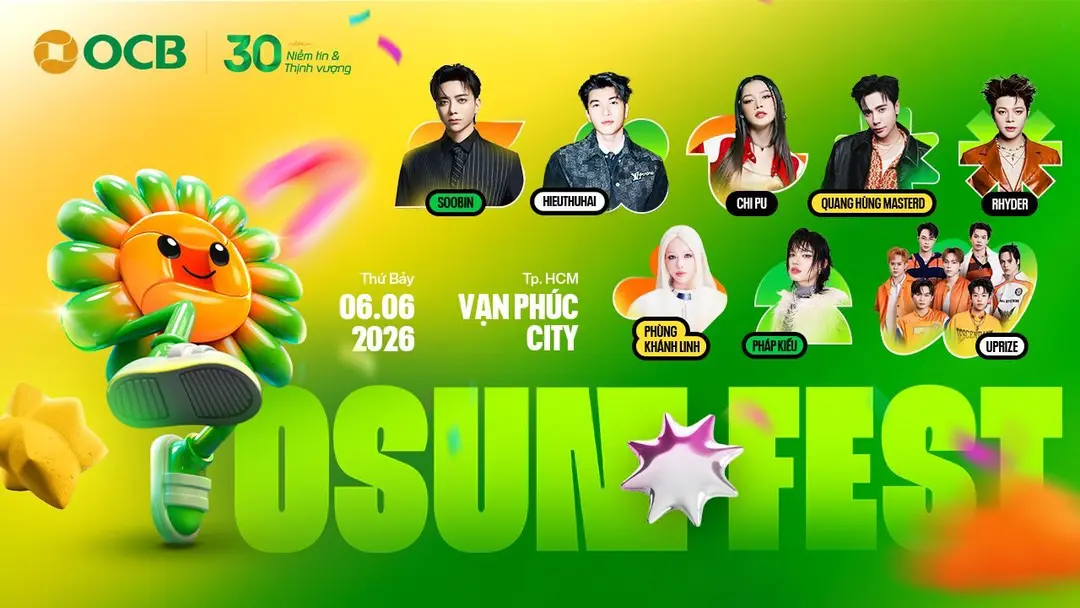 OCB
30
Niềm tin &
Thịnh vượng
SOOBIN
HIEUTHUHAI
CHI PU
QUANG HÙNG MASTERD
RHYDER
Thứ Bảy
06.06
2026
Tp. HCM
VẠN PHÚC
CITY
PHÙNG
KHÁNH LINH
PHÁP KIỀU
UPRIZE
OSUN FEST